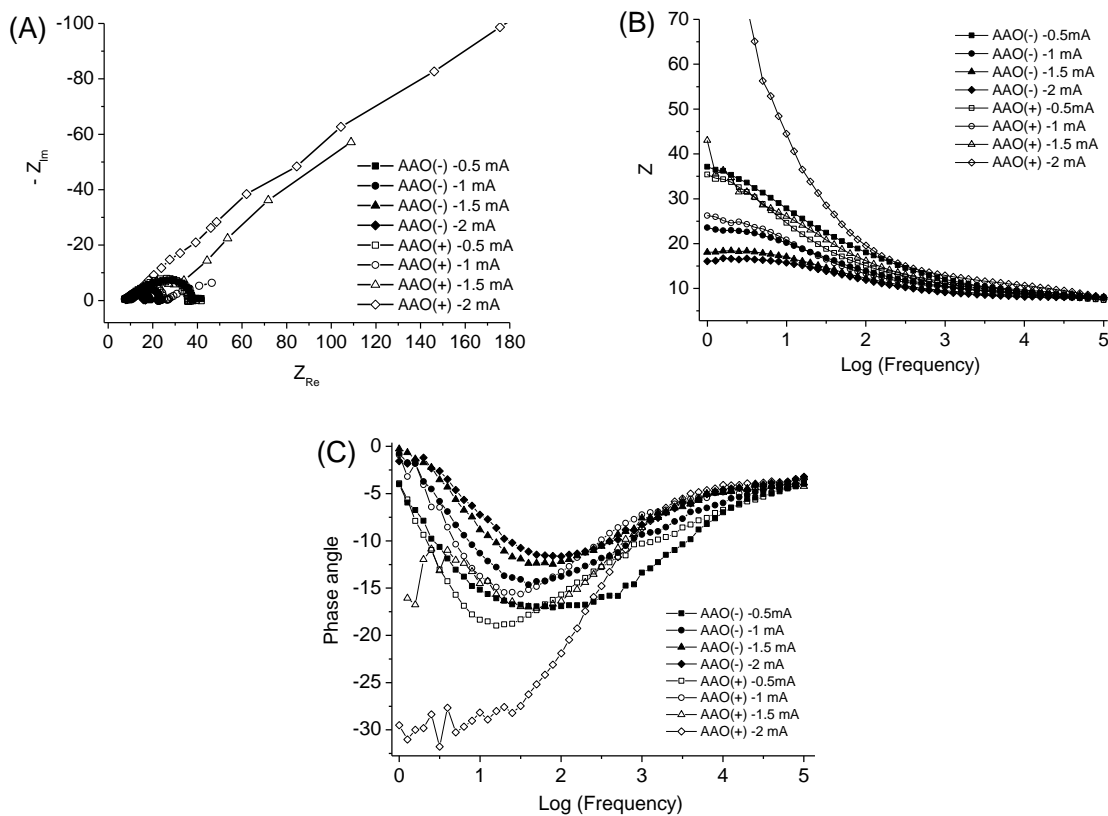 (A)
-100
-80
-60
-40
-20
0
- Z_Im
0 20 40 60 80 100 120 140 160 180
Z_Re
AAO(-) -0.5 mA
AAO(-) -1 mA
AAO(-) -1.5 mA
AAO(-) -2 mA
AAO(+) -0.5 mA
AAO(+) -1 mA
AAO(+) -1.5 mA
AAO(+) -2 mA
(B)
70
60
50
40
30
20
10
Z
0 1 2 3 4 5
Log (Frequency)
AAO(-) -0.5mA
AAO(-) -1 mA
AAO(-) -1.5 mA
AAO(-) -2 mA
AAO(+) -0.5mA
AAO(+) -1 mA
AAO(+) -1.5 mA
AAO(+) -2 mA
(C)
0
-5
-10
-15
-20
-25
-30
Phase angle
0 1 2 3 4 5
Log (Frequency)
AAO(-) -0.5mA
AAO(-) -1 mA
AAO(-) -1.5 mA
AAO(-) -2 mA
AAO(+) -0.5mA
AAO(+) -1 mA
AAO(+) -1.5 mA
AAO(+) -2 mA